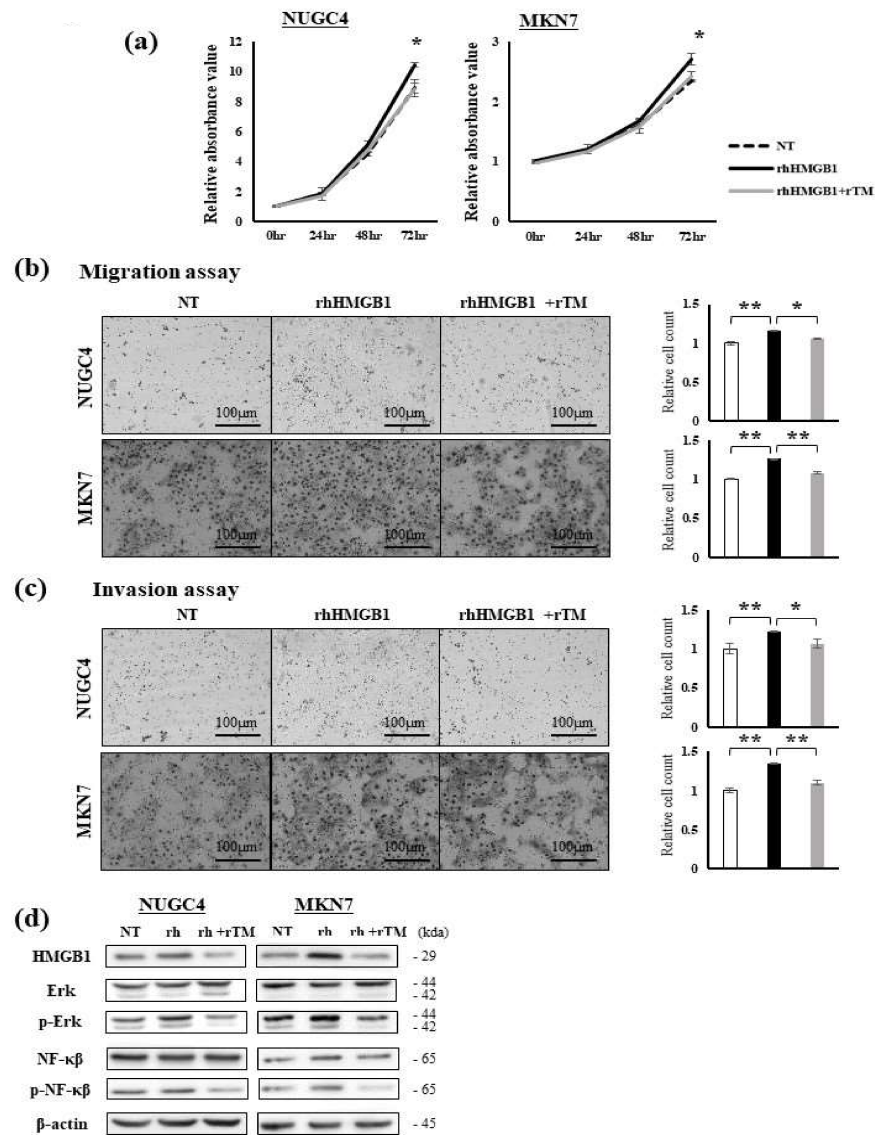 (a)
NUGC4
MKN7
Relative absorbance value
12
10
8
6
4
2
0
0hr 24hr 48hr 72hr
*
Relative absorbance value
3
2
1
0
0hr 24hr 48hr 72hr
*
NT
rhHMGB1
rhHMGB1+rTM
(b) Migration assay
NT rhHMGB1 rhHMGB1 +rTM
NUGC4
100μm 100μm 100μm
MKN7
100μm 100μm 100μm
Relative cell count
1.5
1
0.5
** *
Relative cell count
1.5
1
0.5
** **
(c) Invasion assay
NT rhHMGB1 rhHMGB1 +rTM
NUGC4
100μm 100μm 100μm
MKN7
100μm 100μm 100μm
Relative cell count
1.5
1
0.5
** *
Relative cell count
1.5
1
0.5
** **
(d)
NUGC4 MKN7
NT rh rh +rTM NT rh rh +rTM (kda)
HMGB1 - 29
Erk - 44
- 42
p-Erk - 44
- 42
NF-κβ - 65
p-NF-κβ - 65
β-actin - 45